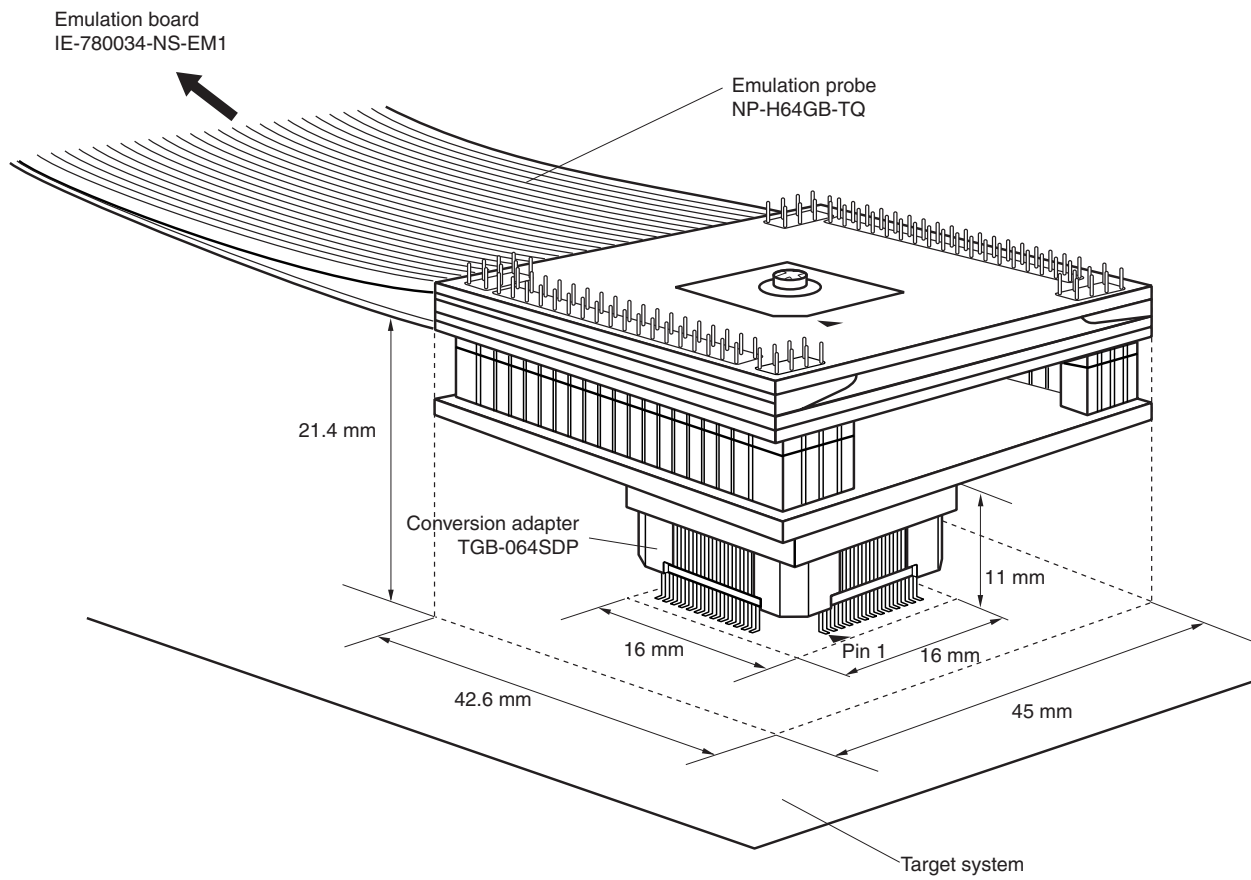 Emulation board
IE-780034-NS-EM1
Emulation probe
NP-H64GB-TQ
21.4 mm
Conversion adapter
TGB-064SDP
11 mm
Pin 1
16 mm
16 mm
42.6 mm
45 mm
Target system